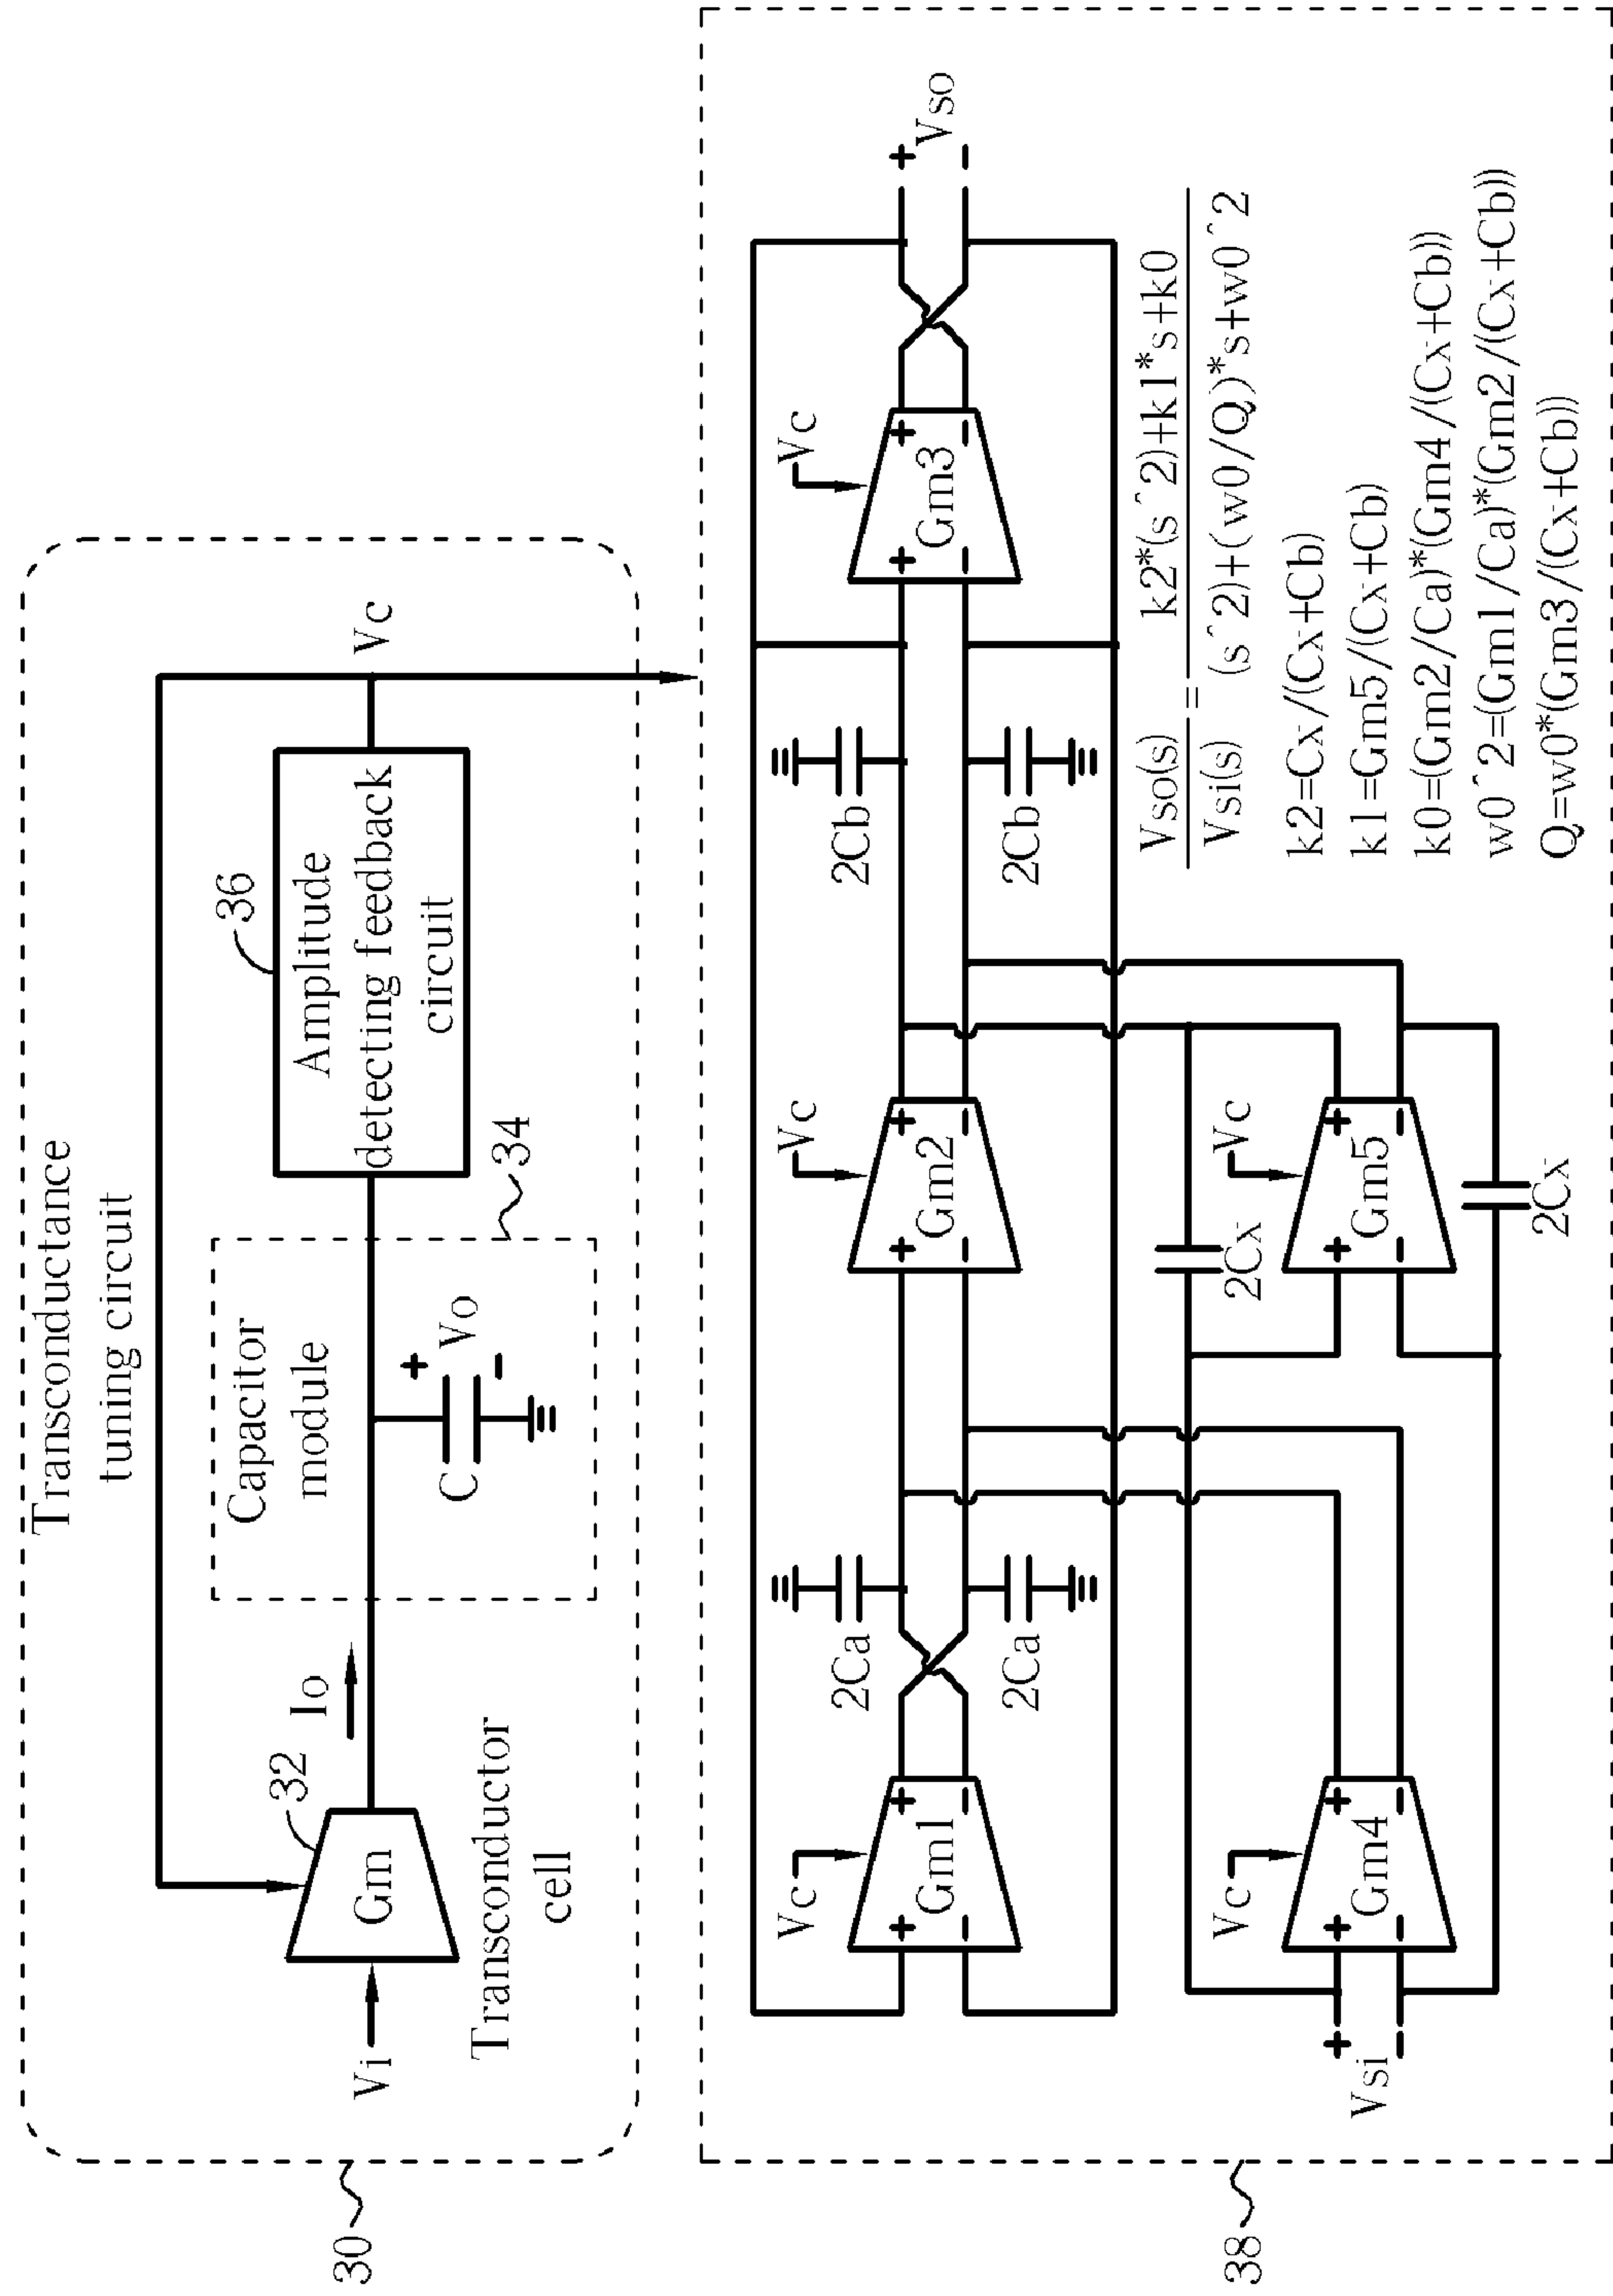 Transconductance
tuning circuit
30
Vi
Gm
32
Transconductor
cell
Io
Capacitor
module
C
+
Vo
−
34
Amplitude
detecting feedback
circuit
36
Vc
38
Vc
+ +
Gm1
− −
2Ca
2Ca
Vc
+ +
Gm2
− −
2Cb
2Cb
Vc
+ +
Gm3
− −
+
Vso
−
+
Vsi
−
Vc
+ +
Gm4
− −
2Cx
Vc
+ +
Gm5
− −
2Cx
Vso(s)
Vsi(s)
=
k2*(s^2)+k1*s+k0
(s^2)+(w0/Q)*s+w0^2
k2=Cx/(Cx+Cb)
k1=Gm5/(Cx+Cb)
k0=(Gm2/Ca)*(Gm4/(Cx+Cb))
w0^2=(Gm1/Ca)*(Gm2/(Cx+Cb))
Q=w0*(Gm3/(Cx+Cb))